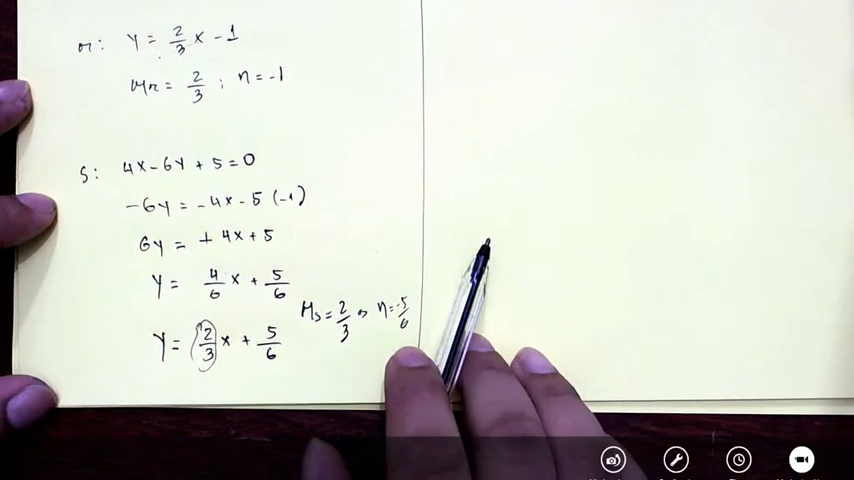 r: y = 2/3 x - 1
Mr = 2/3 ; n = -1
S: 4x - 6y + 5 = 0
-6y = -4x - 5 (-1)
6y = + 4x + 5
y = 4/6 x + 5/6
y = 2/3 x + 5/6
Ms = 2/3 n = -5/6